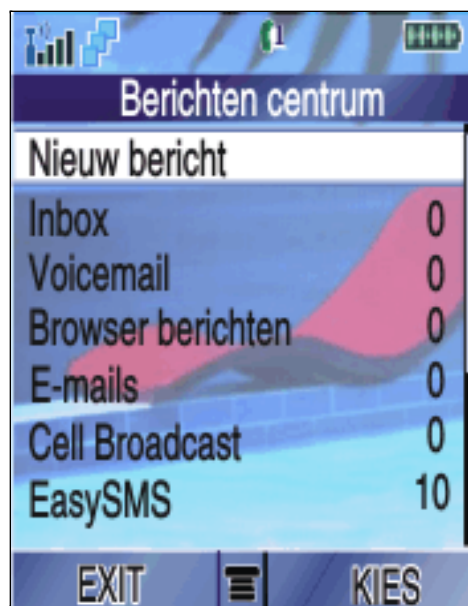 1
Berichten centrum
Nieuw bericht
Inbox 0
Voicemail 0
Browser berichten 0
E-mails 0
Cell Broadcast 0
EasySMS 10
EXIT KIES